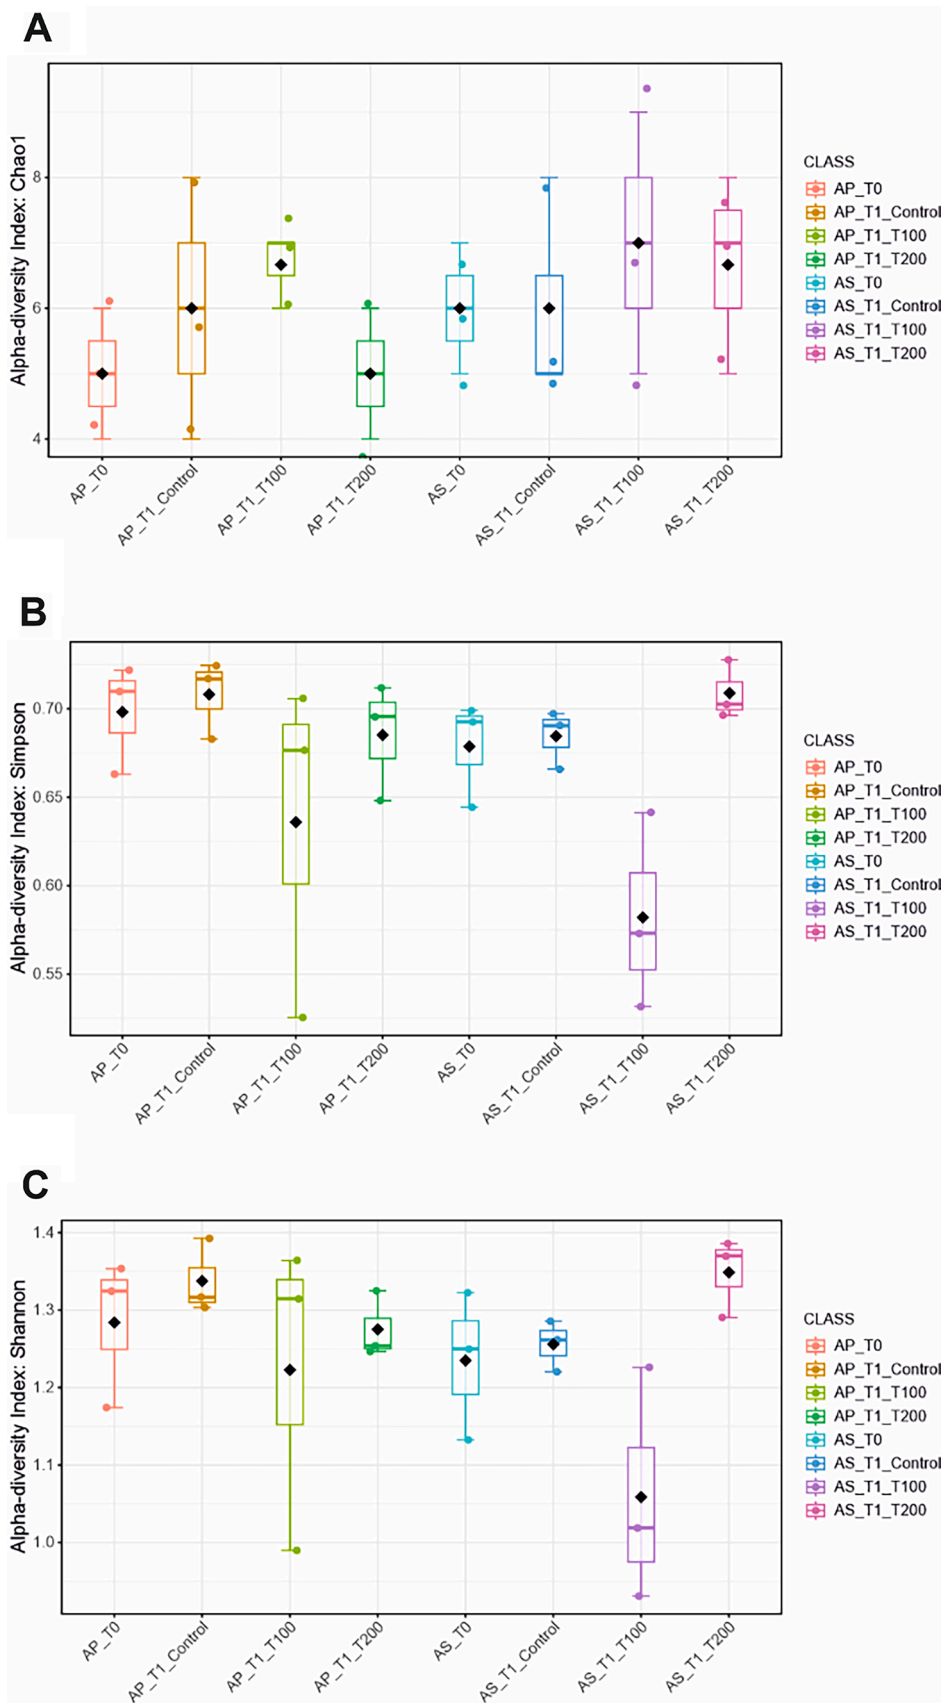 A
Alpha-diversity Index: Chao1
8
6
4
AP_T0
AP_T1_Control
AP_T1_T100
AP_T1_T200
AS_T0
AS_T1_Control
AS_T1_T100
AS_T1_T200
CLASS
AP_T0
AP_T1_Control
AP_T1_T100
AP_T1_T200
AS_T0
AS_T1_Control
AS_T1_T100
AS_T1_T200
B
Alpha-diversity Index: Simpson
0.70
0.65
0.60
0.55
AP_T0
AP_T1_Control
AP_T1_T100
AP_T1_T200
AS_T0
AS_T1_Control
AS_T1_T100
AS_T1_T200
CLASS
AP_T0
AP_T1_Control
AP_T1_T100
AP_T1_T200
AS_T0
AS_T1_Control
AS_T1_T100
AS_T1_T200
C
Alpha-diversity Index: Shannon
1.4
1.3
1.2
1.1
1.0
AP_T0
AP_T1_Control
AP_T1_T100
AP_T1_T200
AS_T0
AS_T1_Control
AS_T1_T100
AS_T1_T200
CLASS
AP_T0
AP_T1_Control
AP_T1_T100
AP_T1_T200
AS_T0
AS_T1_Control
AS_T1_T100
AS_T1_T200